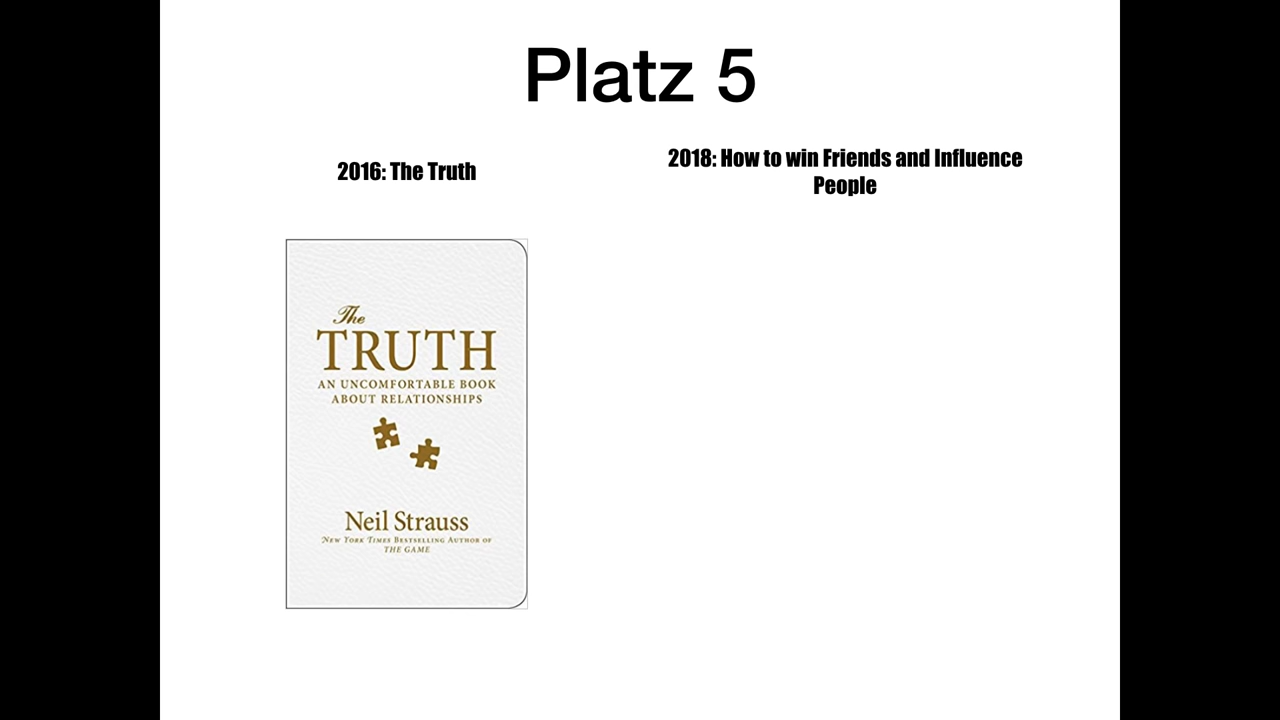 Platz 5
2016: The Truth
2018: How to win Friends and Influence
People
The
TRUTH
AN UNCOMFORTABLE BOOK
ABOUT RELATIONSHIPS
Neil Strauss
New York Times Bestselling Author of
THE GAME